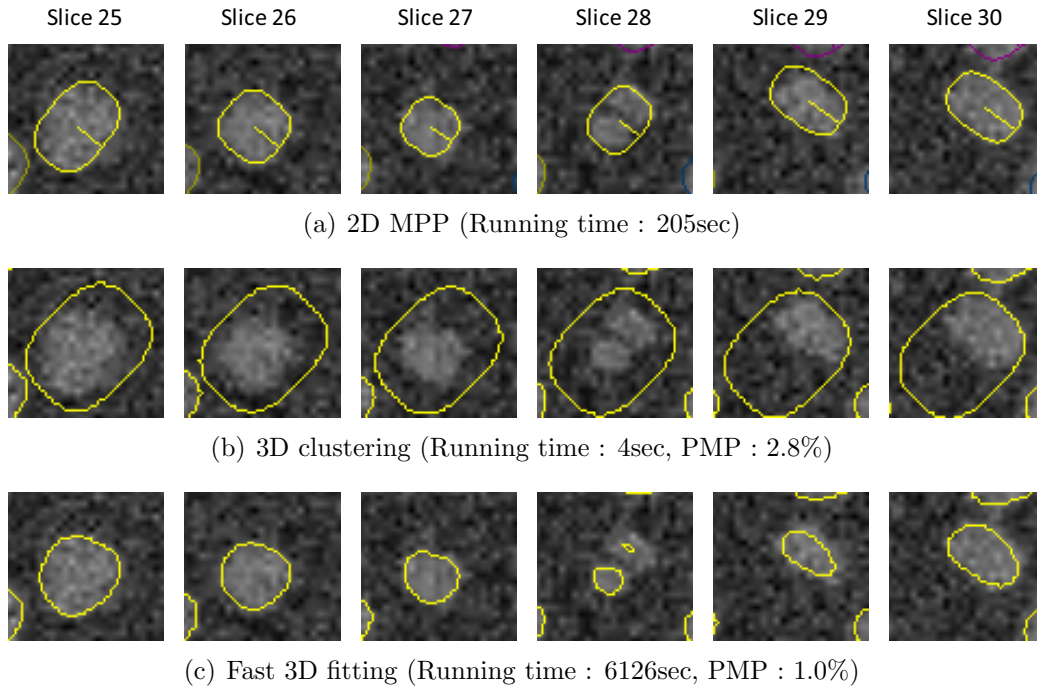 Slice 25 Slice 26 Slice 27 Slice 28 Slice 29 Slice 30
(a) 2D MPP (Running time : 205sec)
(b) 3D clustering (Running time : 4sec, PMP : 2.8%)
(c) Fast 3D fitting (Running time : 6126sec, PMP : 1.0%)